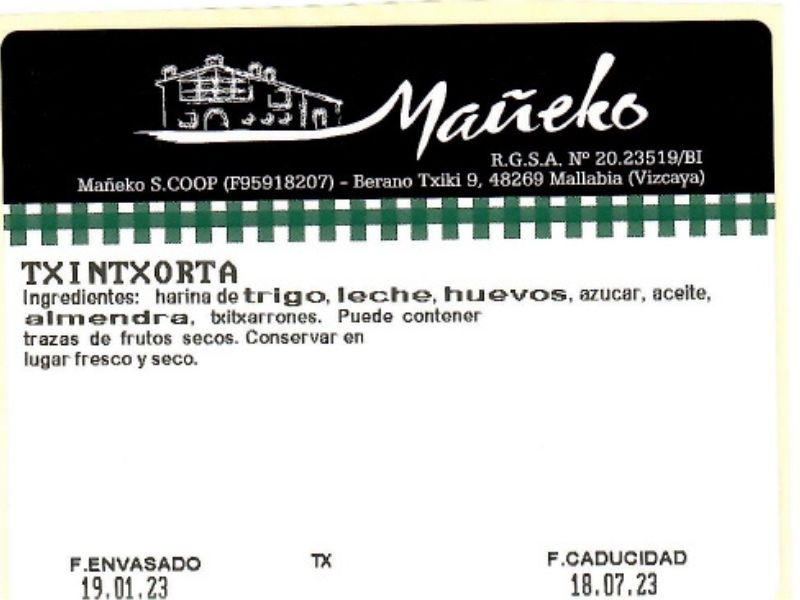 Mañeko
R.G.S.A. Nº 20.23519/BI
Mañeko S.COOP (F95918207) - Berano Txiki 9, 48269 Mallabia (Vizcaya)
TXINTXORTA
Ingredientes: harina de trigo, leche, huevos, azucar, aceite,
almendra, txitxarrones. Puede contener
trazas de frutos secos. Conservar en
lugar fresco y seco.
F.ENVASADO TX F.CADUCIDAD
19.01.23 18.07.23